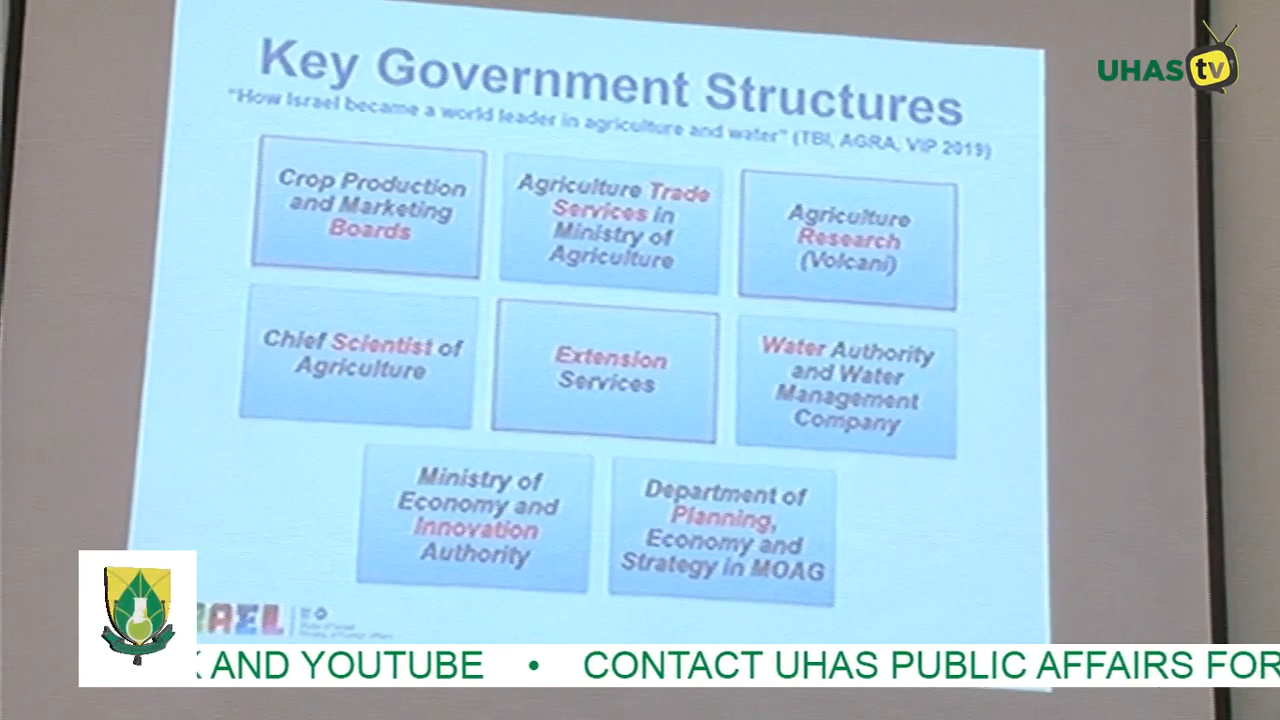 UHAS tv
Key Government Structures
"How Israel became a world leader in agriculture and water" (TBI, AGRA, VIP 2019)
Crop Production
and Marketing
Boards
Agriculture Trade
Services in
Ministry of
Agriculture
Agriculture
Research
(Volcani)
Chief Scientist of
Agriculture
Extension
Services
Water Authority
and Water
Management
Company
Ministry of
Economy and
Innovation
Authority
Department of
Planning,
Economy and
Strategy in MOAG
AEL
AND YOUTUBE • CONTACT UHAS PUBLIC AFFAIRS FOR